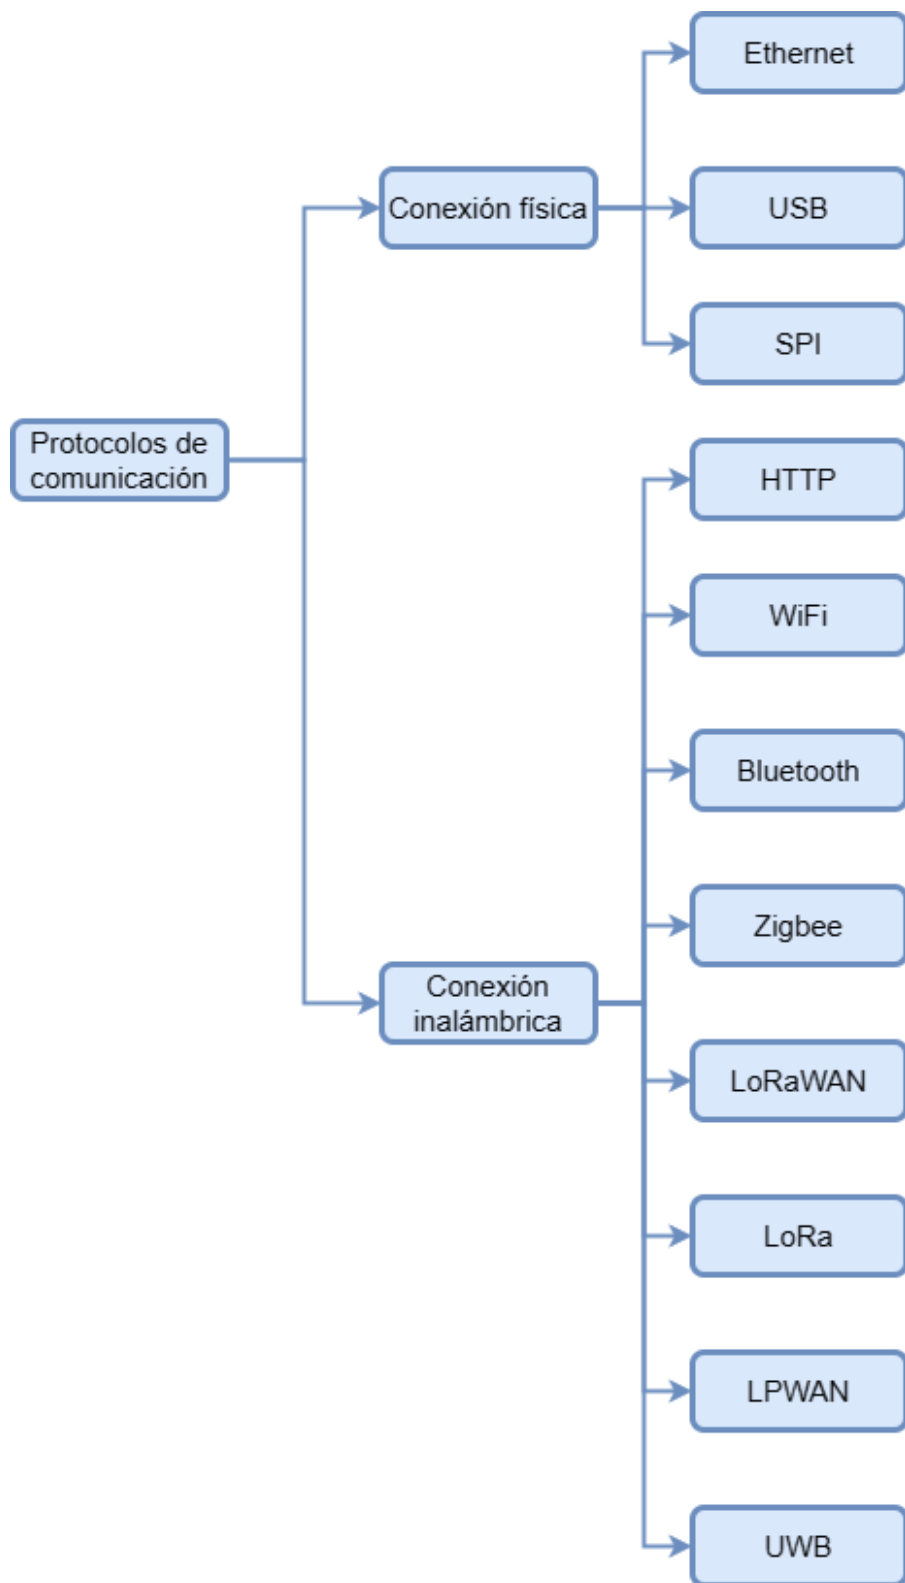 Ethernet
Conexión física
USB
SPI
Protocolos de
comunicación
HTTP
WiFi
Bluetooth
Zigbee
Conexión
inalámbrica
LoRaWAN
LoRa
LPWAN
UWB